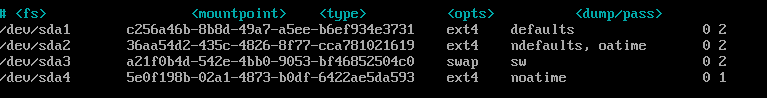 # <fs> <mountpoint> <type> <opts> <dump/pass>
/dev/sda1 c256a46b-8b8d-49a7-a5ee-b6ef934e3731 ext4 defaults 0 2
/dev/sda2 36aa54d2-435c-4826-8f77-cca781021619 ext4 ndefaults, oatime 0 2
/dev/sda3 a21f0b4d-542e-4bb0-9053-bf46852504c0 swap sw 0 2
/dev/sda4 5e0f198b-02a1-4873-b0df-6422ae5da593 ext4 noatime 0 1